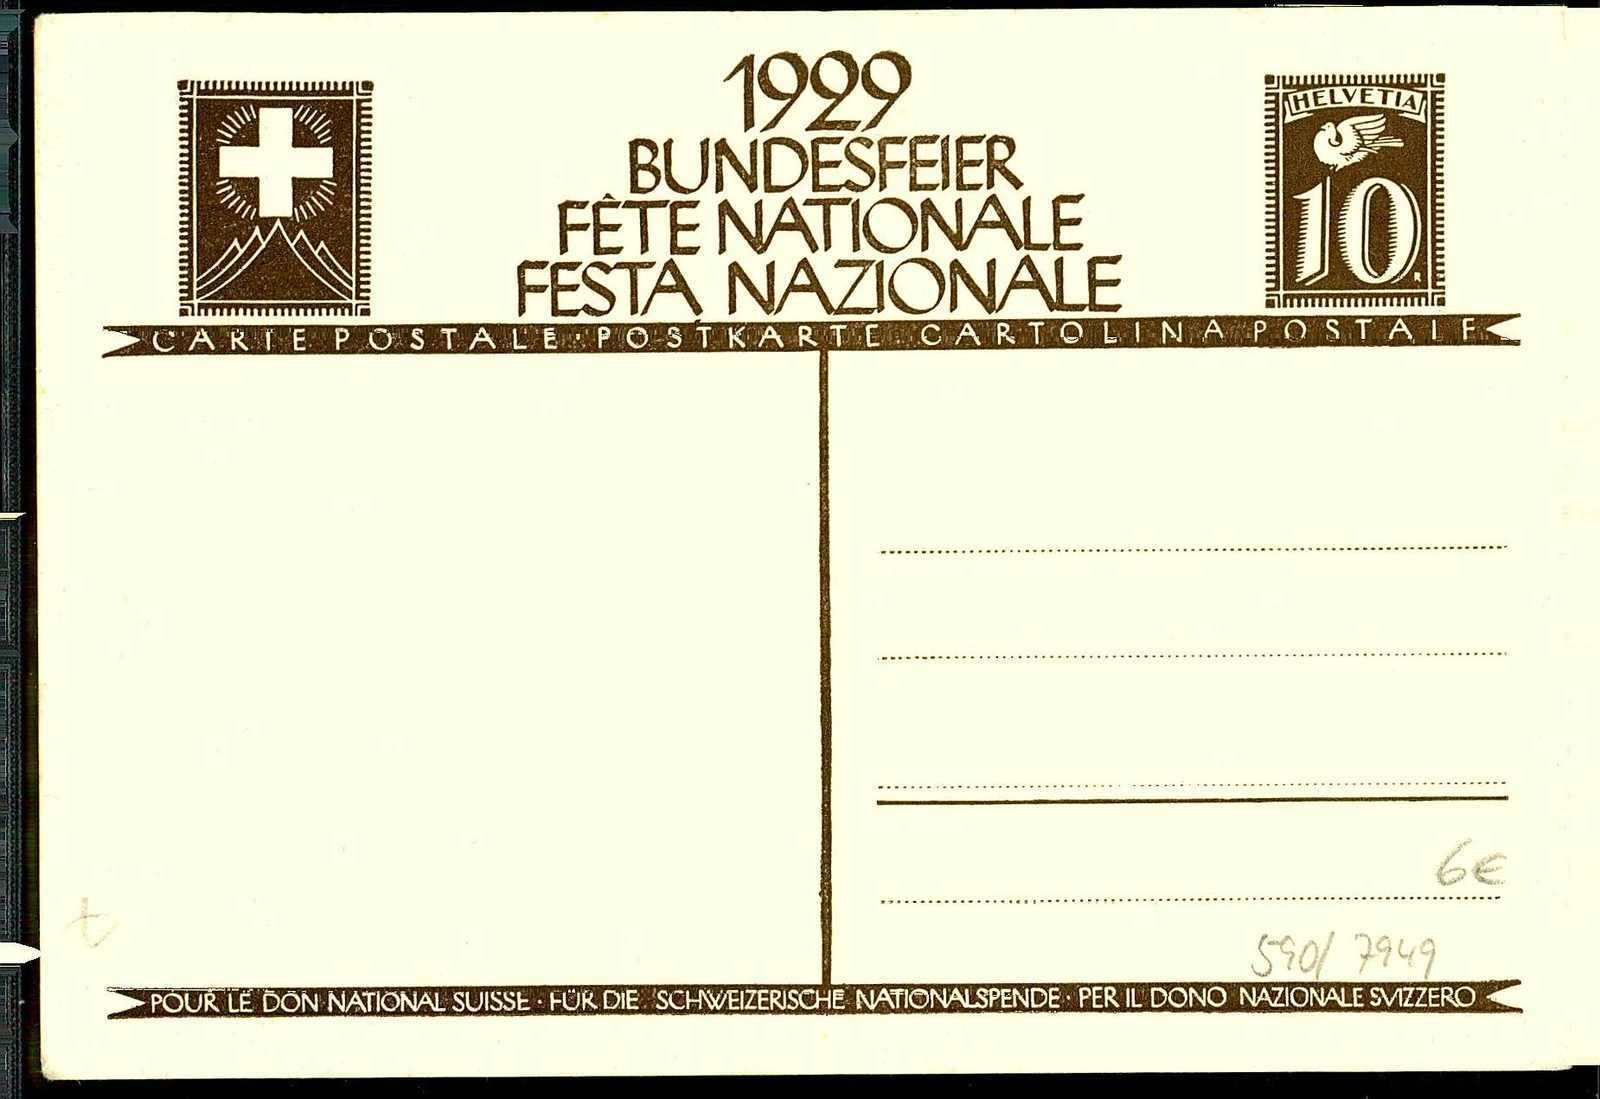 1929
BUNDESFEIER
FÊTE NATIONALE
FESTA NAZIONALE
HELVETIA
10.
CARTE POSTALE · POSTKARTE CARTOLINA POSTALE
6€
590/ 7949
POUR LE DON NATIONAL SUISSE · FÜR DIE SCHWEIZERISCHE NATIONALSPENDE · PER IL DONO NAZIONALE SVIZZERO